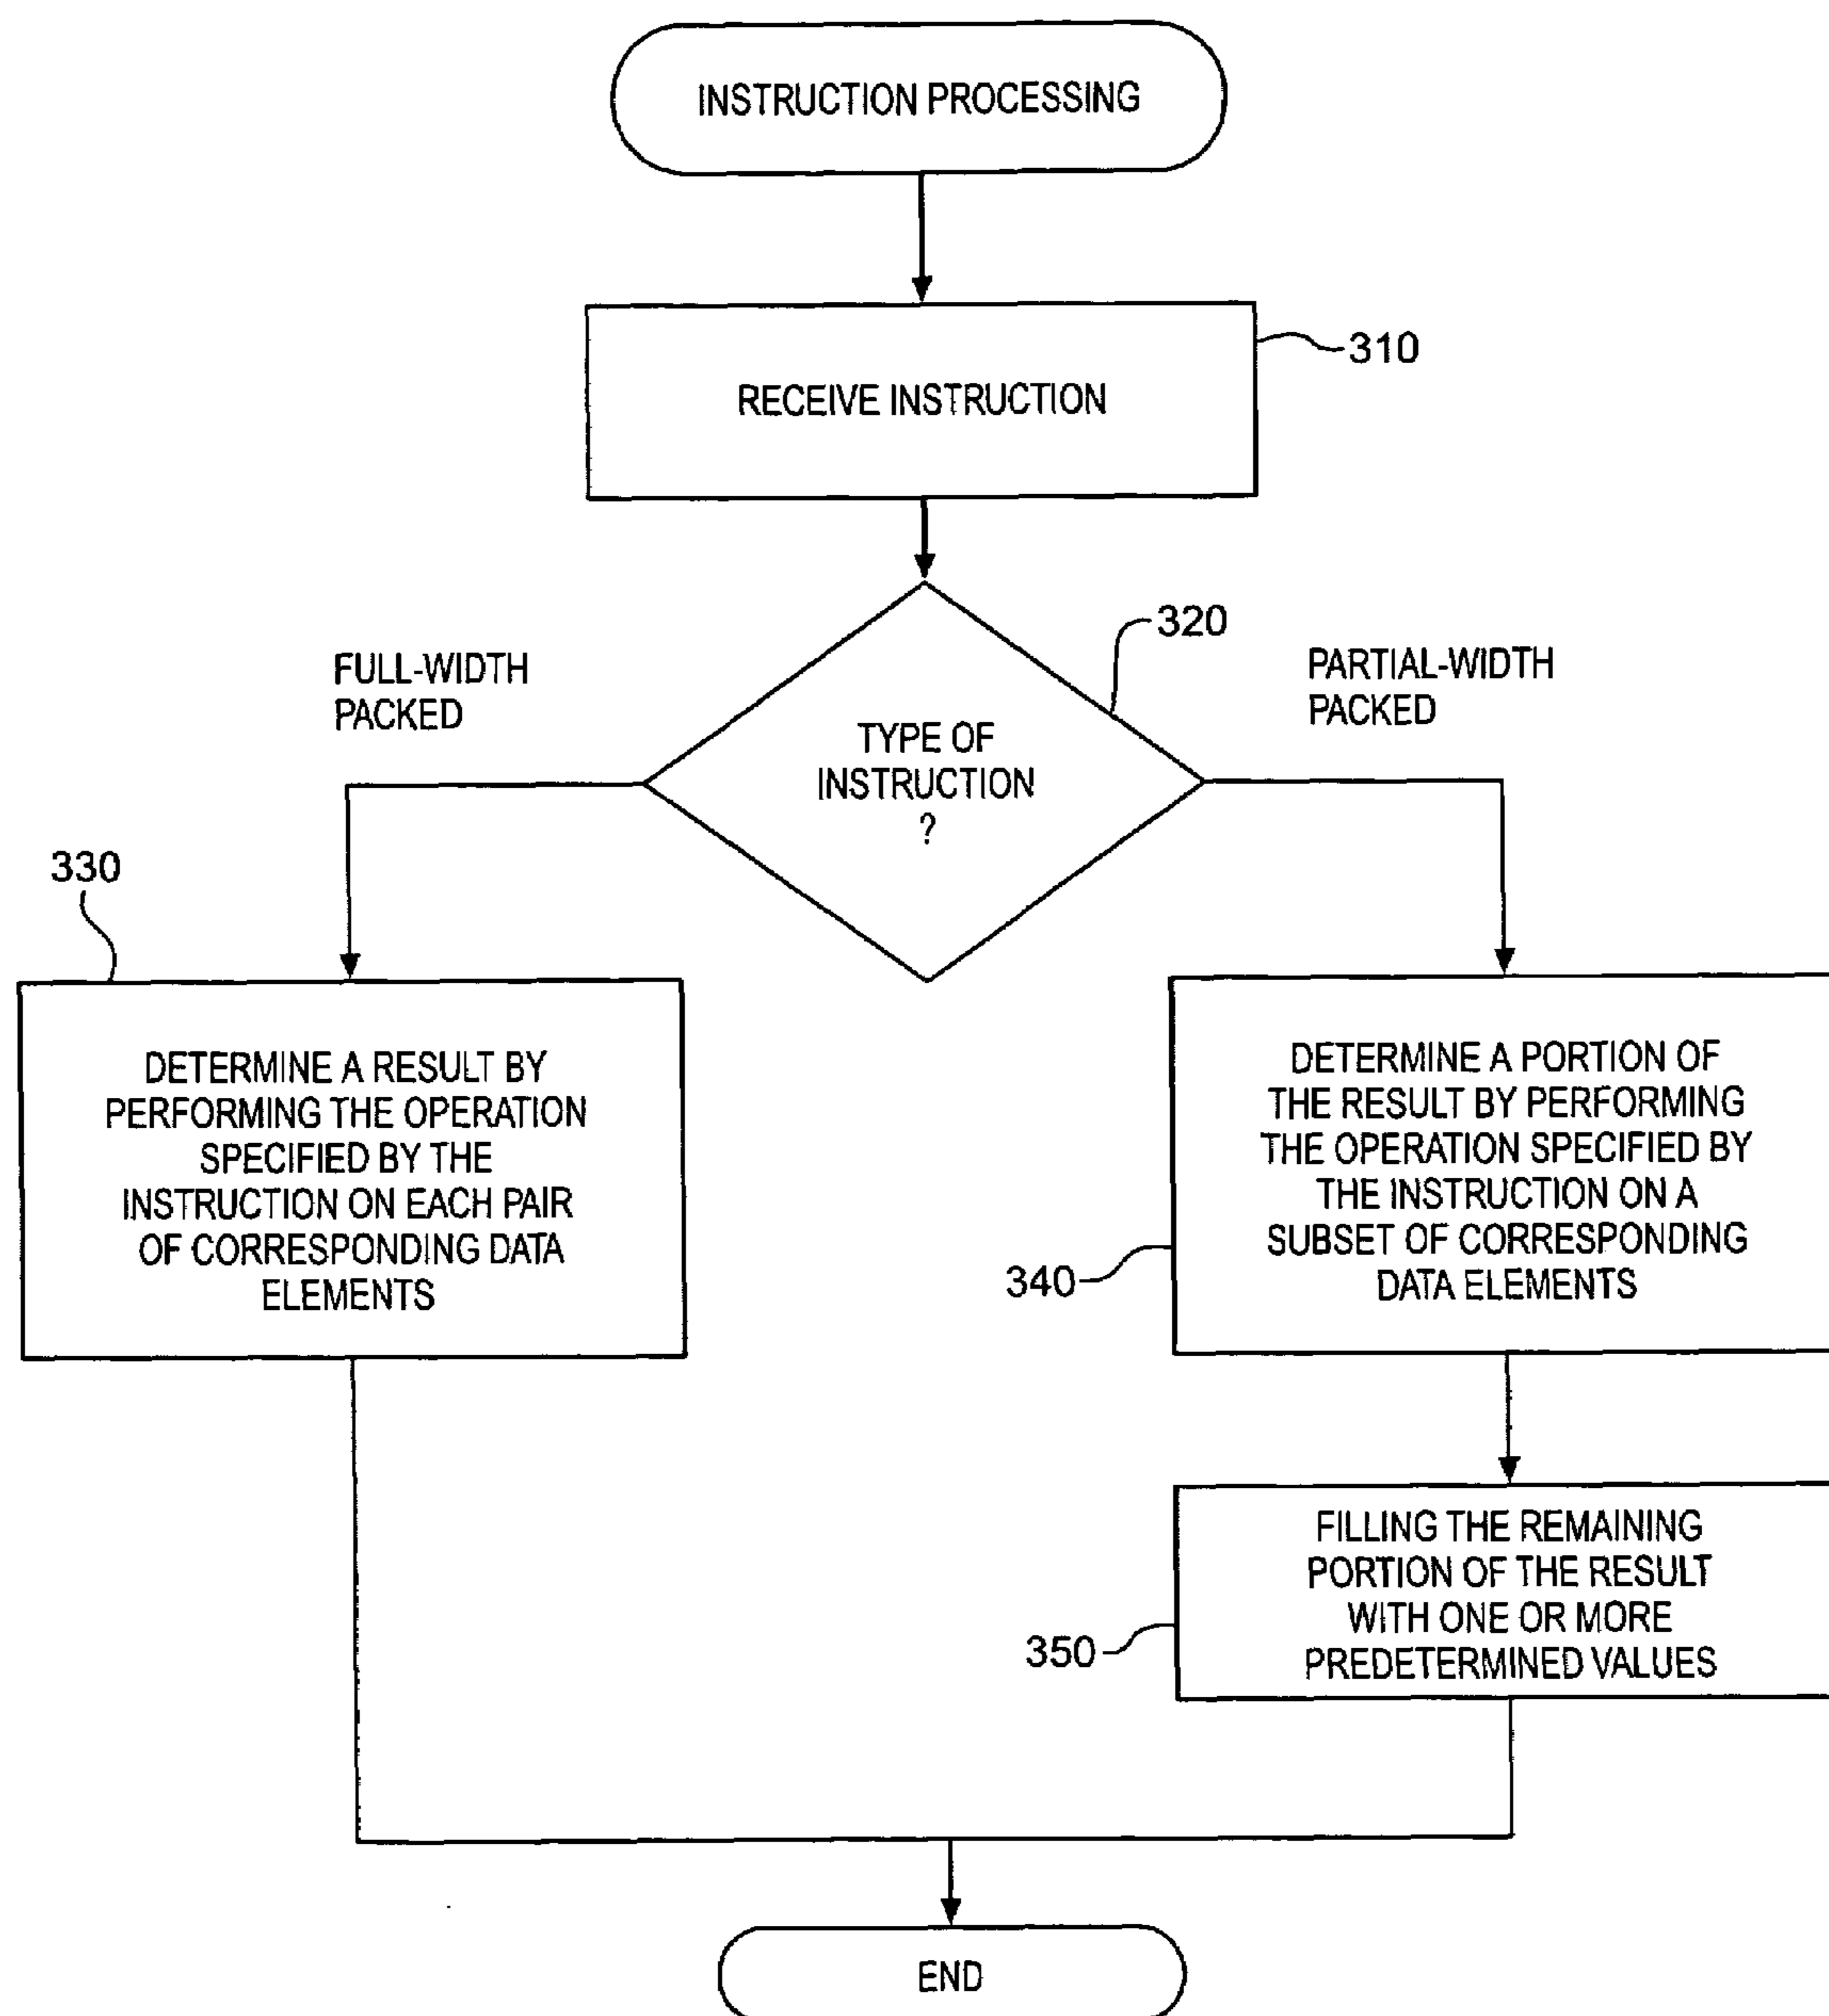 INSTRUCTION PROCESSING
RECEIVE INSTRUCTION
310
320
FULL-WIDTH
PACKED
PARTIAL-WIDTH
PACKED
TYPE OF
INSTRUCTION
?
330
DETERMINE A RESULT BY
PERFORMING THE OPERATION
SPECIFIED BY THE
INSTRUCTION ON EACH PAIR
OF CORRESPONDING DATA
ELEMENTS
DETERMINE A PORTION OF
THE RESULT BY PERFORMING
THE OPERATION SPECIFIED BY
THE INSTRUCTION ON A
SUBSET OF CORRESPONDING
DATA ELEMENTS
340
FILLING THE REMAINING
PORTION OF THE RESULT
WITH ONE OR MORE
PREDETERMINED VALUES
350
END